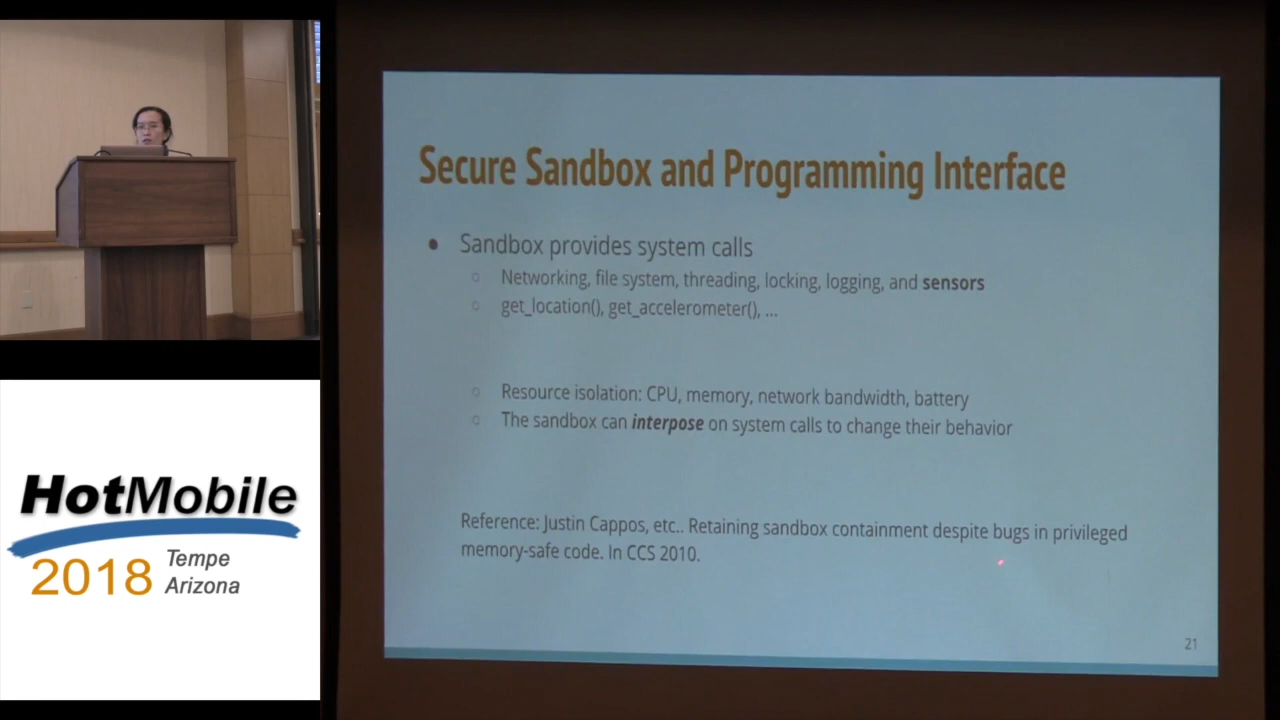 Secure Sandbox and Programming Interface
Sandbox provides system calls
Networking, file system, threading, locking, logging, and sensors
get_location(), get_accelerometer(), ...
Resource isolation: CPU, memory, network bandwidth, battery
The sandbox can interpose on system calls to change their behavior
Reference: Justin Cappos, etc.. Retaining sandbox containment despite bugs in privileged
memory-safe code. In CCS 2010.
21
HotMobile
2018
Tempe
Arizona